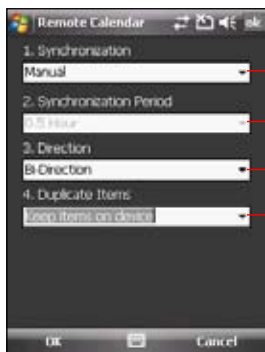 Remote Calendar ok
1. Synchronization
Manual
2. Synchronization Period
0.5 Hour
3. Direction
Bi-Direction
4. Duplicate Items
Keep items on device
OK Cancel